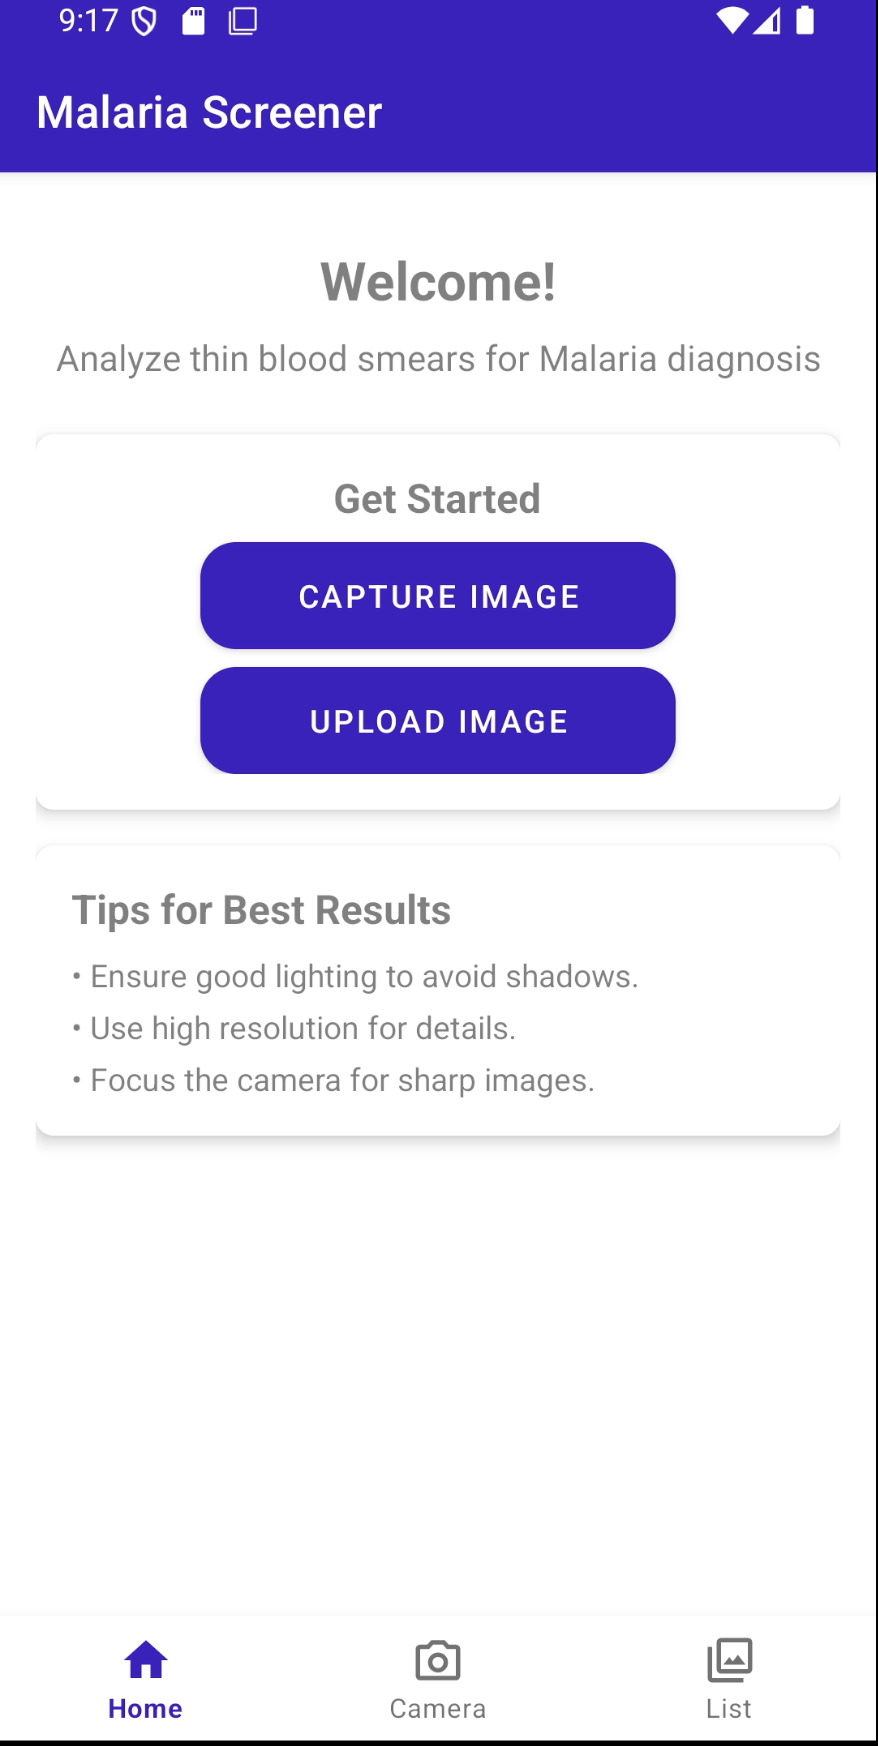 9:17
Malaria Screener
Welcome!
Analyze thin blood smears for Malaria diagnosis
Get Started
CAPTURE IMAGE
UPLOAD IMAGE
Tips for Best Results
• Ensure good lighting to avoid shadows.
• Use high resolution for details.
• Focus the camera for sharp images.
Home
Camera
List